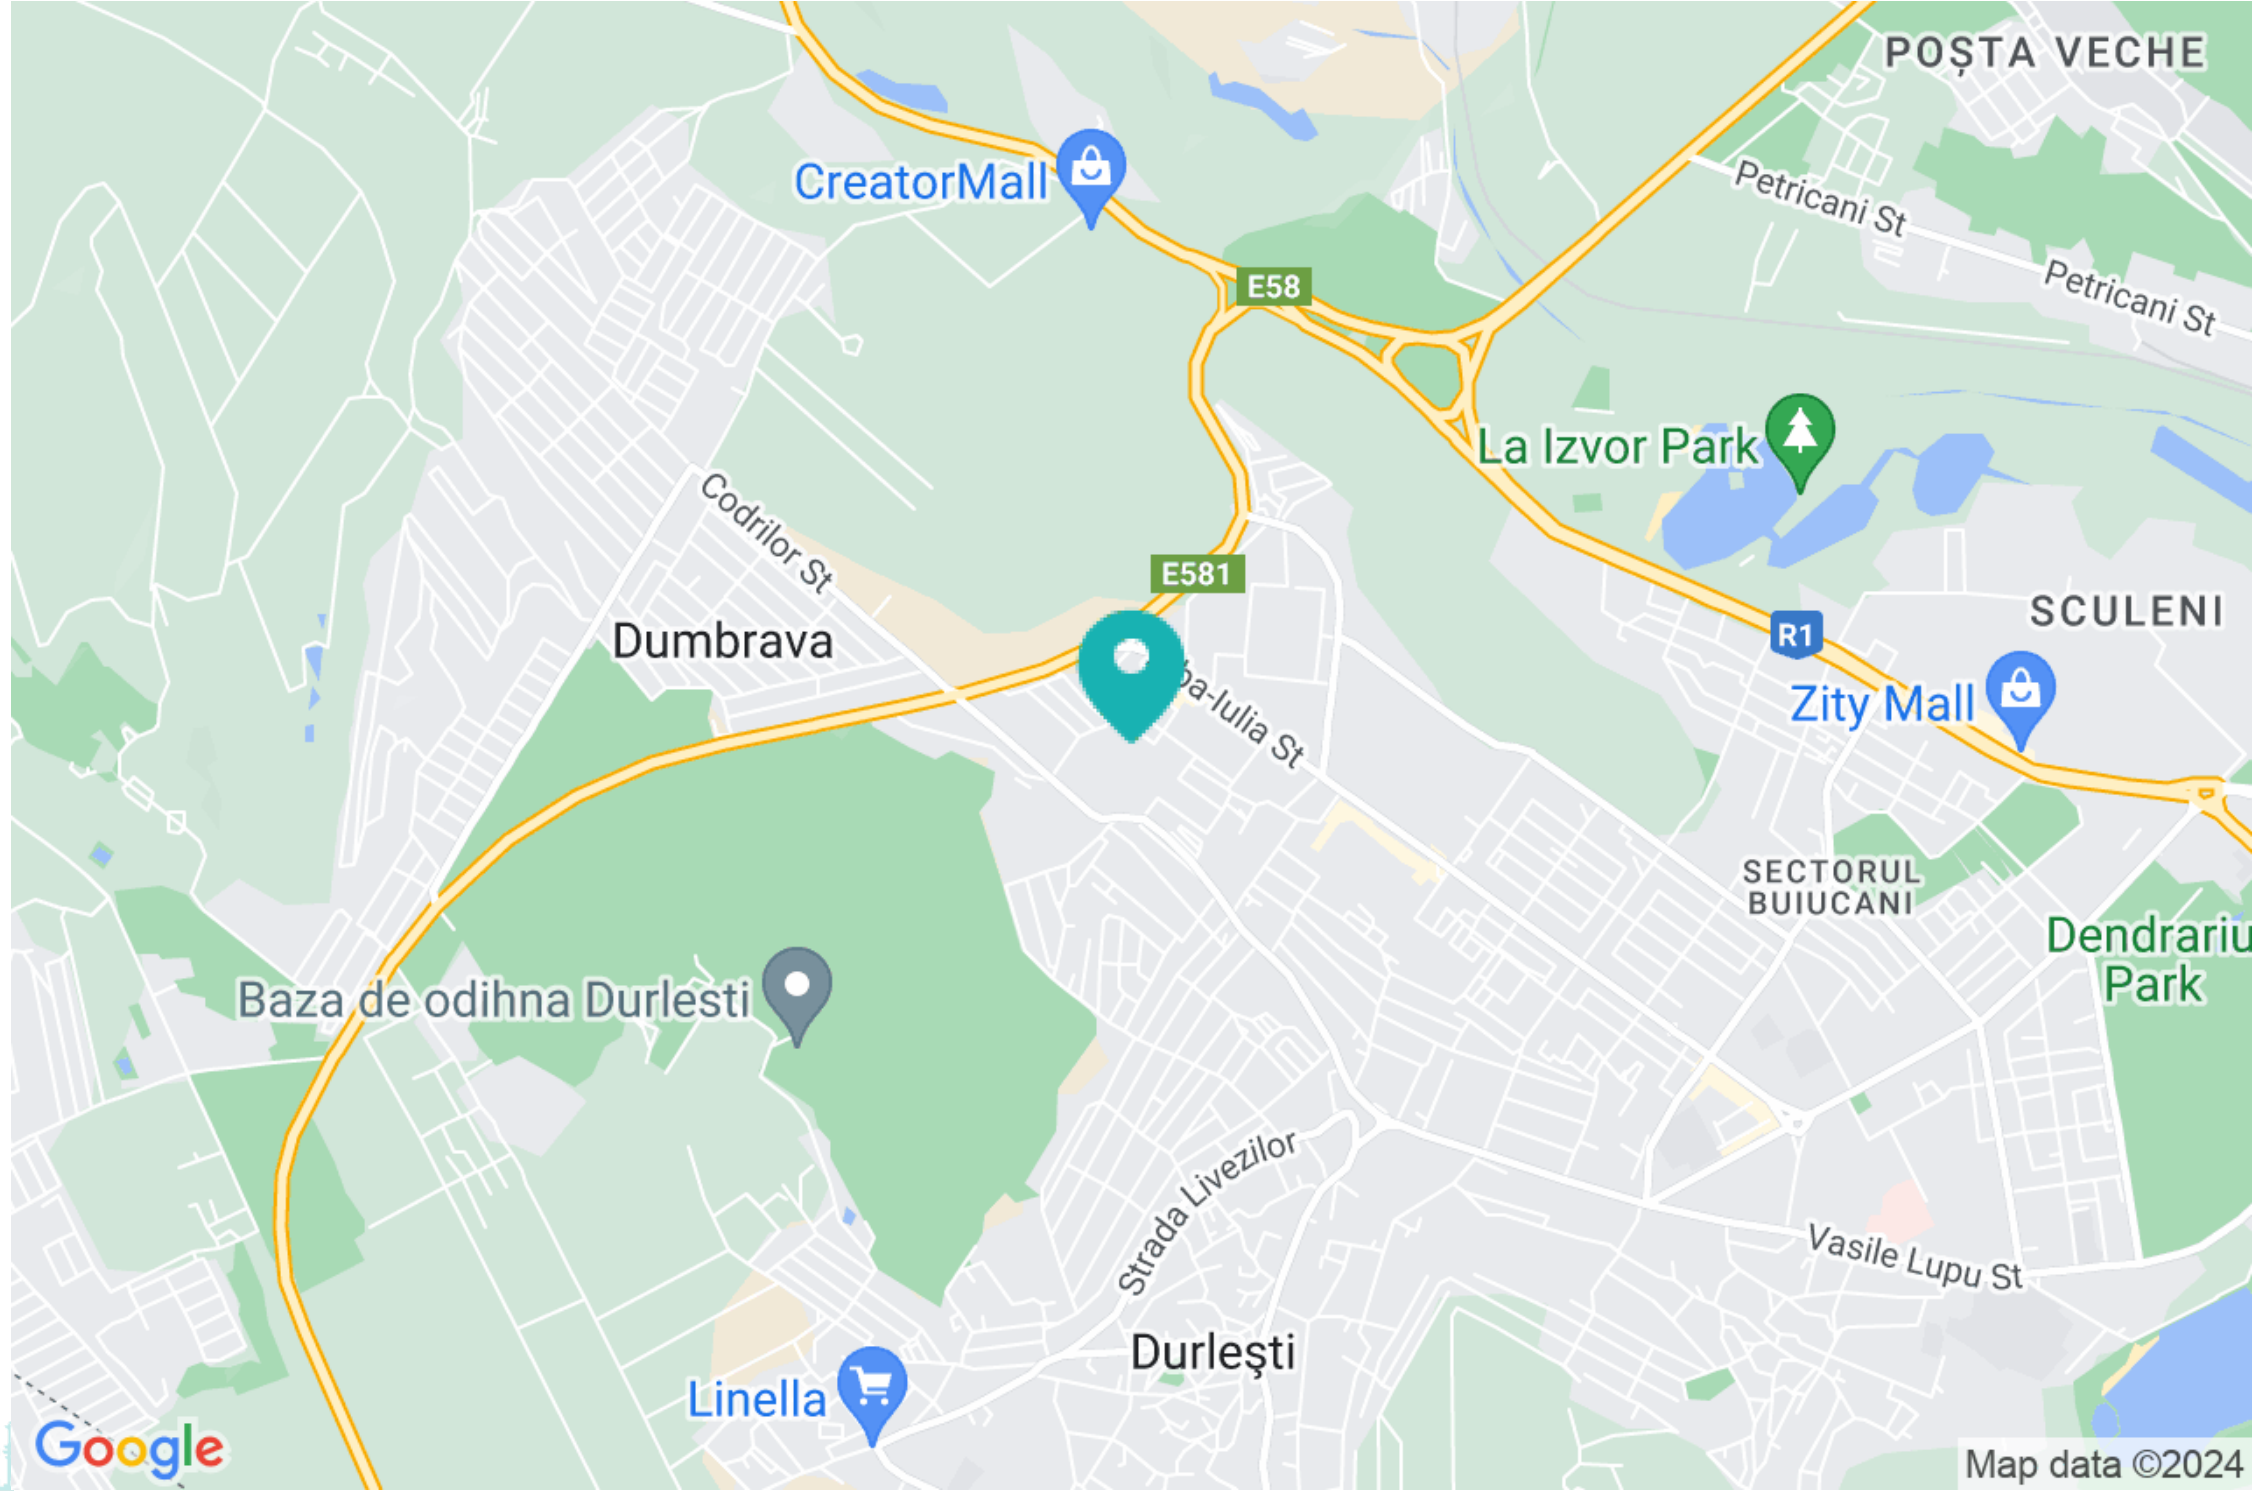 POȘTA VECHE
CreatorMall
Petricani St
E58
Petricani St
La Izvor Park
Codrilor St
E581
SCULENI
Dumbrava
R1
ba-Iulia St
Zity Mall
SECTORUL
BUIUCANI
Dendrariu
Park
Baza de odihna Durlesti
Strada Livezilor
Vasile Lupu St
Durleşti
Linella
Google
Map data ©2024